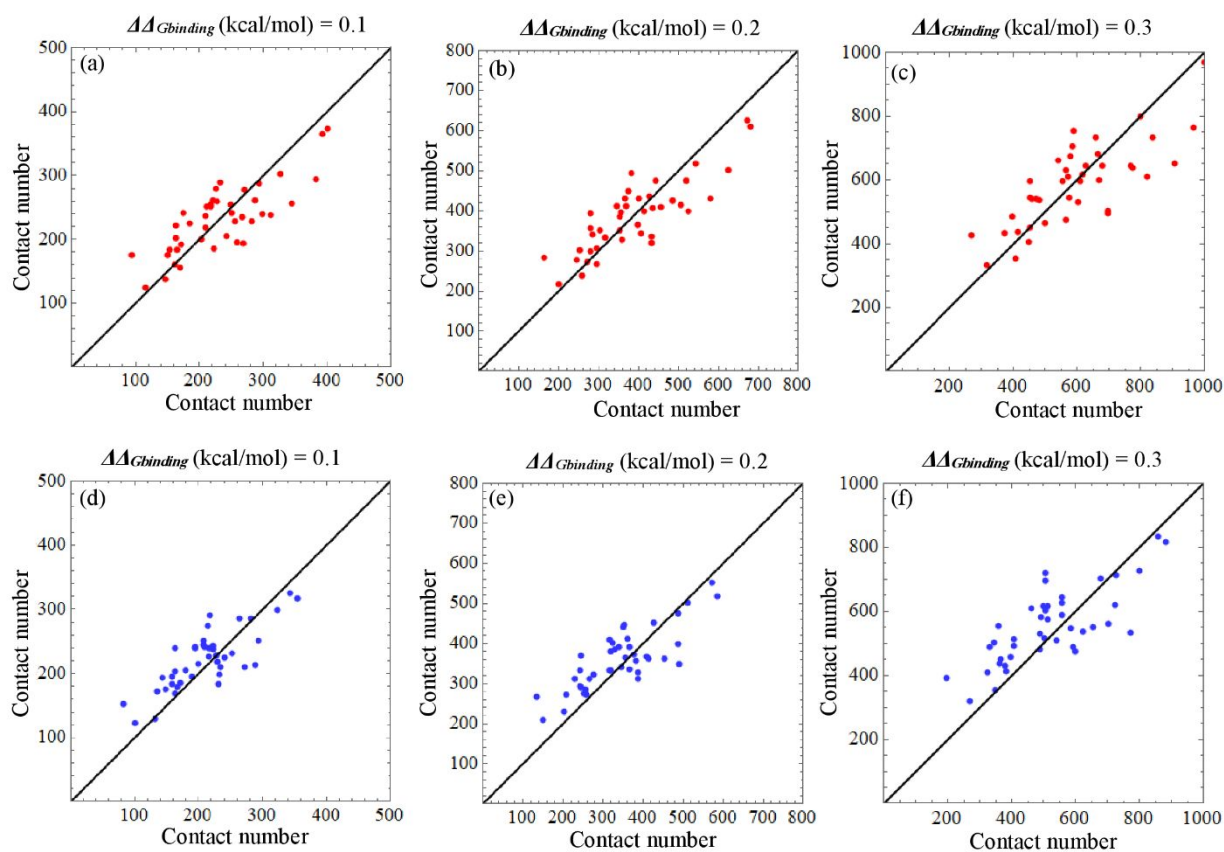 ΔΔGbinding (kcal/mol) = 0.1
(a)
500
400
300
200
100
100 200 300 400 500
Contact number
Contact number
ΔΔGbinding (kcal/mol) = 0.2
(b)
800
700
600
500
400
300
200
100
100 200 300 400 500 600 700 800
Contact number
Contact number
ΔΔGbinding (kcal/mol) = 0.3
(c)
1000
800
600
400
200
200 400 600 800 1000
Contact number
Contact number
ΔΔGbinding (kcal/mol) = 0.1
(d)
500
400
300
200
100
100 200 300 400 500
Contact number
Contact number
ΔΔGbinding (kcal/mol) = 0.2
(e)
800
700
600
500
400
300
200
100
100 200 300 400 500 600 700 800
Contact number
Contact number
ΔΔGbinding (kcal/mol) = 0.3
(f)
1000
800
600
400
200
200 400 600 800 1000
Contact number
Contact number